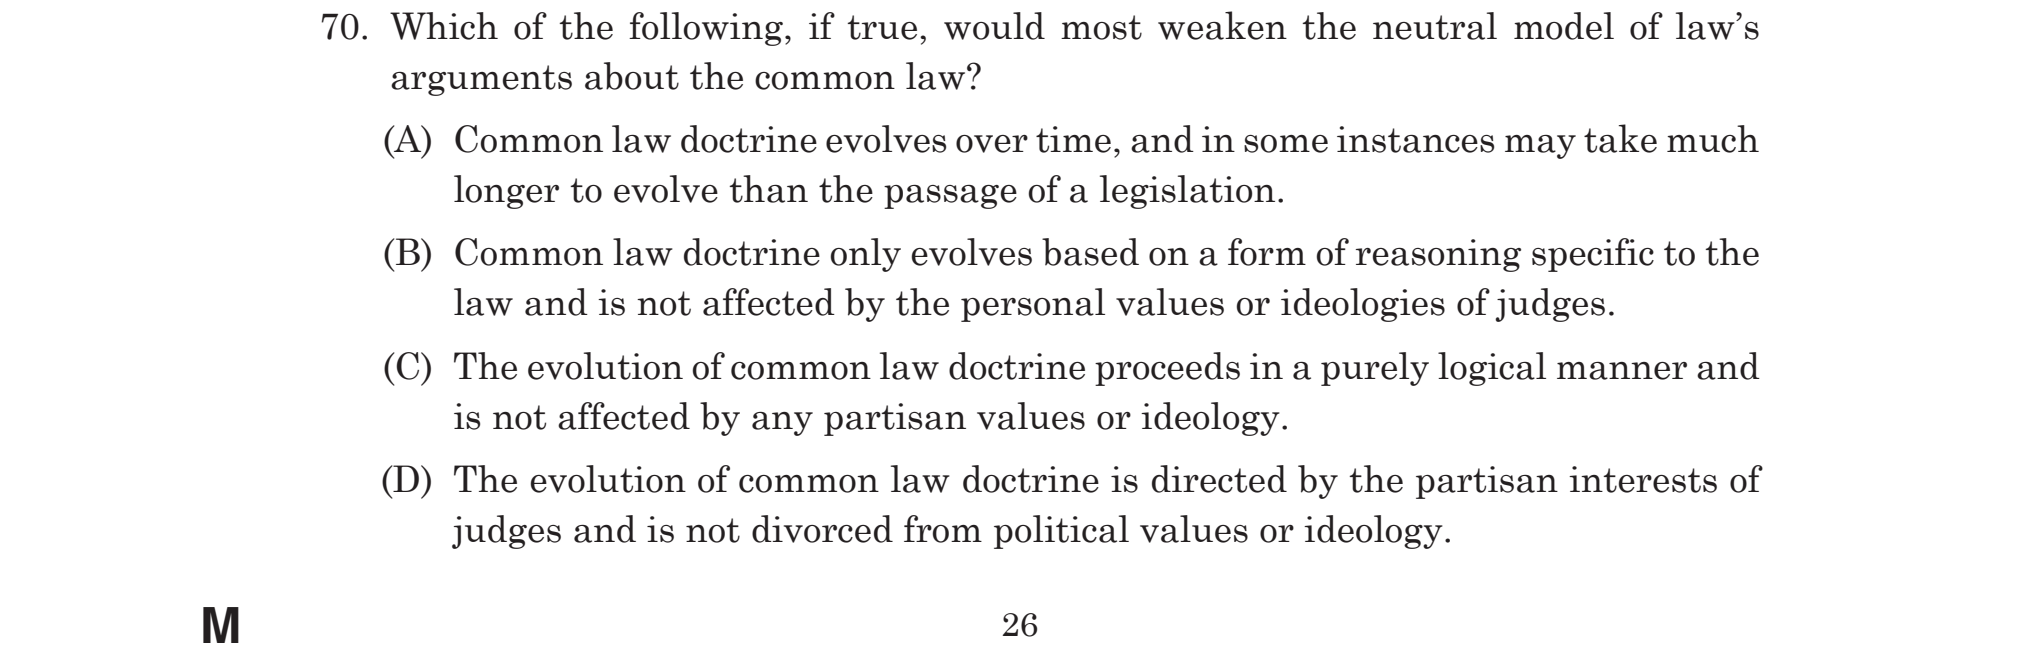 70. Which of the following, if true, would most weaken the neutral model of law’s
arguments about the common law?
(A) Common law doctrine evolves over time, and in some instances may take much
longer to evolve than the passage of a legislation.
(B) Common law doctrine only evolves based on a form of reasoning specific to the
law and is not affected by the personal values or ideologies of judges.
(C) The evolution of common law doctrine proceeds in a purely logical manner and
is not affected by any partisan values or ideology.
(D) The evolution of common law doctrine is directed by the partisan interests of
judges and is not divorced from political values or ideology.
M 26